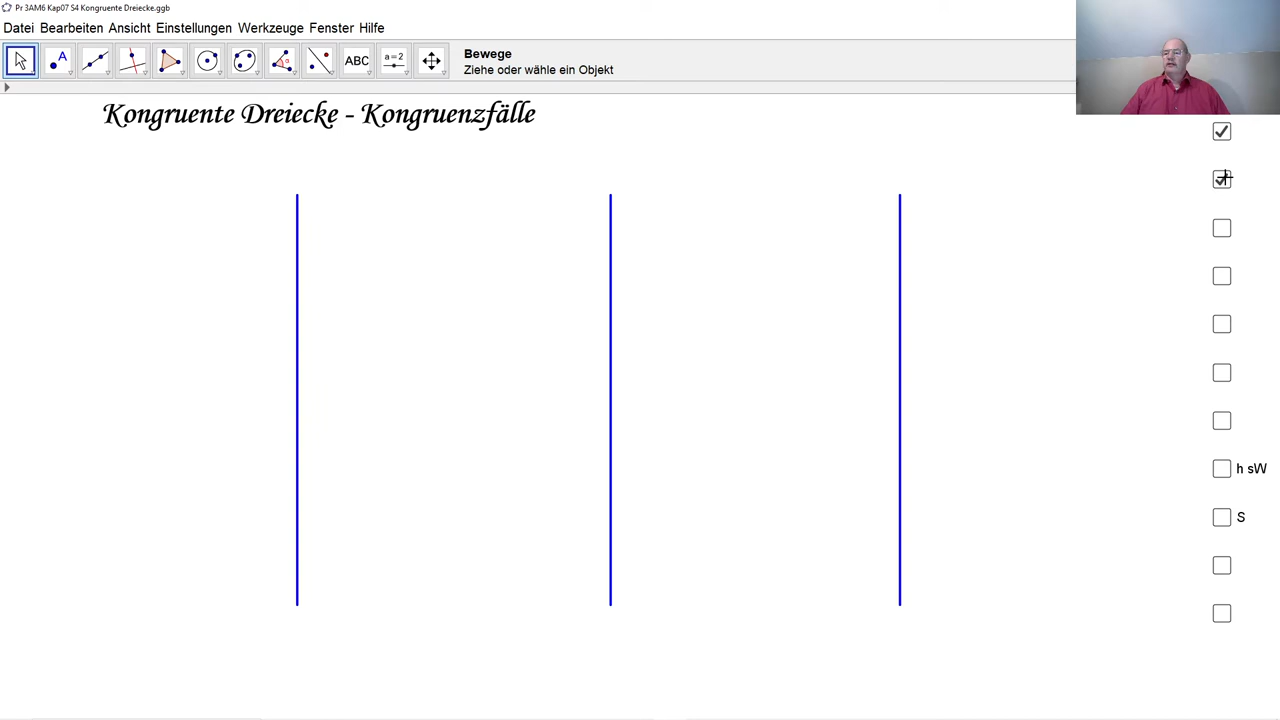 Pr 3AM6 Kap07 S4 Kongruente Dreiecke.ggb
Datei Bearbeiten Ansicht Einstellungen Werkzeuge Fenster Hilfe
A
α
ABC
a=2
Bewege
Ziehe oder wähle ein Objekt
Kongruente Dreiecke - Kongruenzfälle
h sW
S